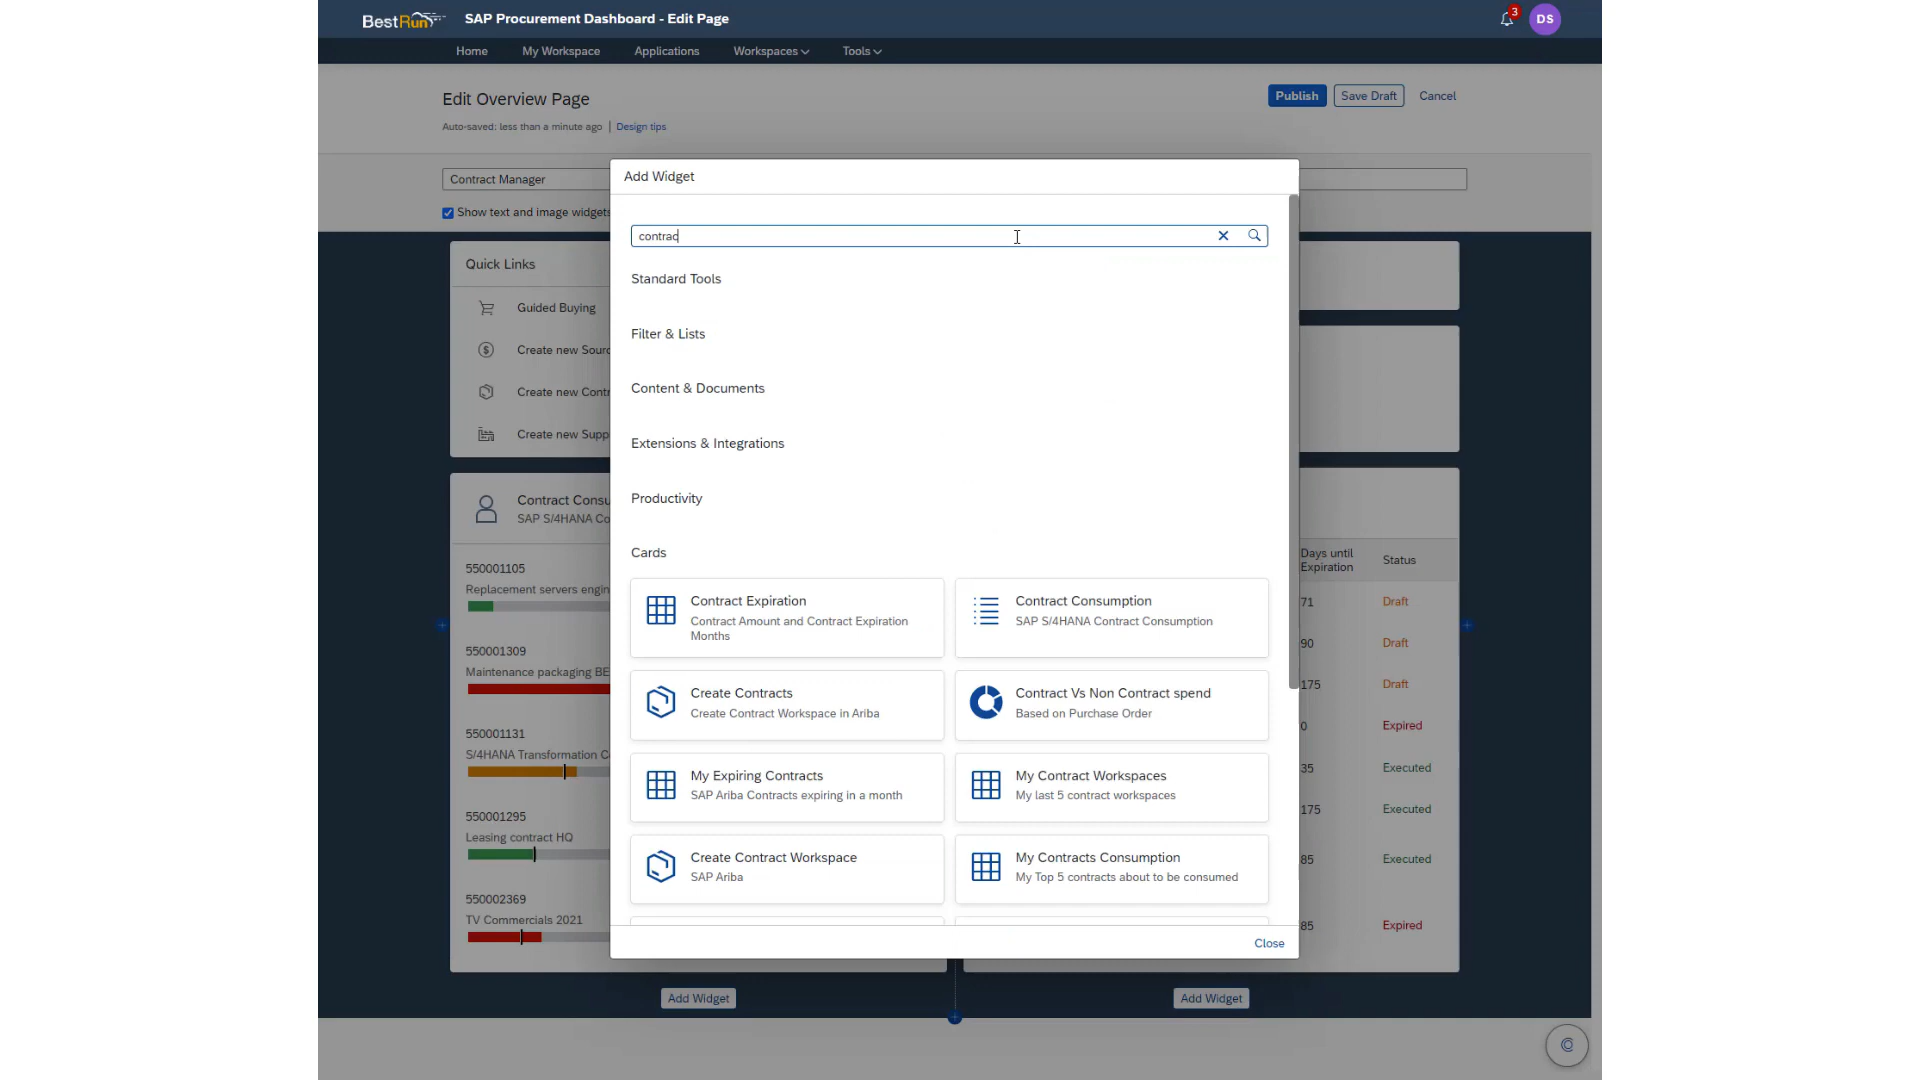 BestRun
SAP Procurement Dashboard - Edit Page
3
DS
Home
My Workspace
Applications
Workspaces
Tools
Edit Overview Page
Publish
Save Draft
Cancel
Auto-saved: less than a minute ago
Design tips
Contract Manager
Show text and image widgets
Add Widget
contrac
Standard Tools
Filter & Lists
Content & Documents
Extensions & Integrations
Productivity
Cards
Contract Expiration
Contract Amount and Contract Expiration
Months
Contract Consumption
SAP S/4HANA Contract Consumption
Create Contracts
Create Contract Workspace in Ariba
Contract Vs Non Contract spend
Based on Purchase Order
My Expiring Contracts
SAP Ariba Contracts expiring in a month
My Contract Workspaces
My last 5 contract workspaces
Create Contract Workspace
SAP Ariba
My Contracts Consumption
My Top 5 contracts about to be consumed
Close
Quick Links
Guided Buying
Create new Sourc
Create new Contr
Create new Supp
Contract Consu
SAP S/4HANA Co
550001105
Replacement servers engin
550001309
Maintenance packaging BE
550001131
S/4HANA Transformation C
550001295
Leasing contract HQ
550002369
TV Commercials 2021
Days until
Expiration
Status
71
Draft
90
Draft
175
Draft
0
Expired
35
Executed
175
Executed
85
Executed
85
Expired
Add Widget
Add Widget